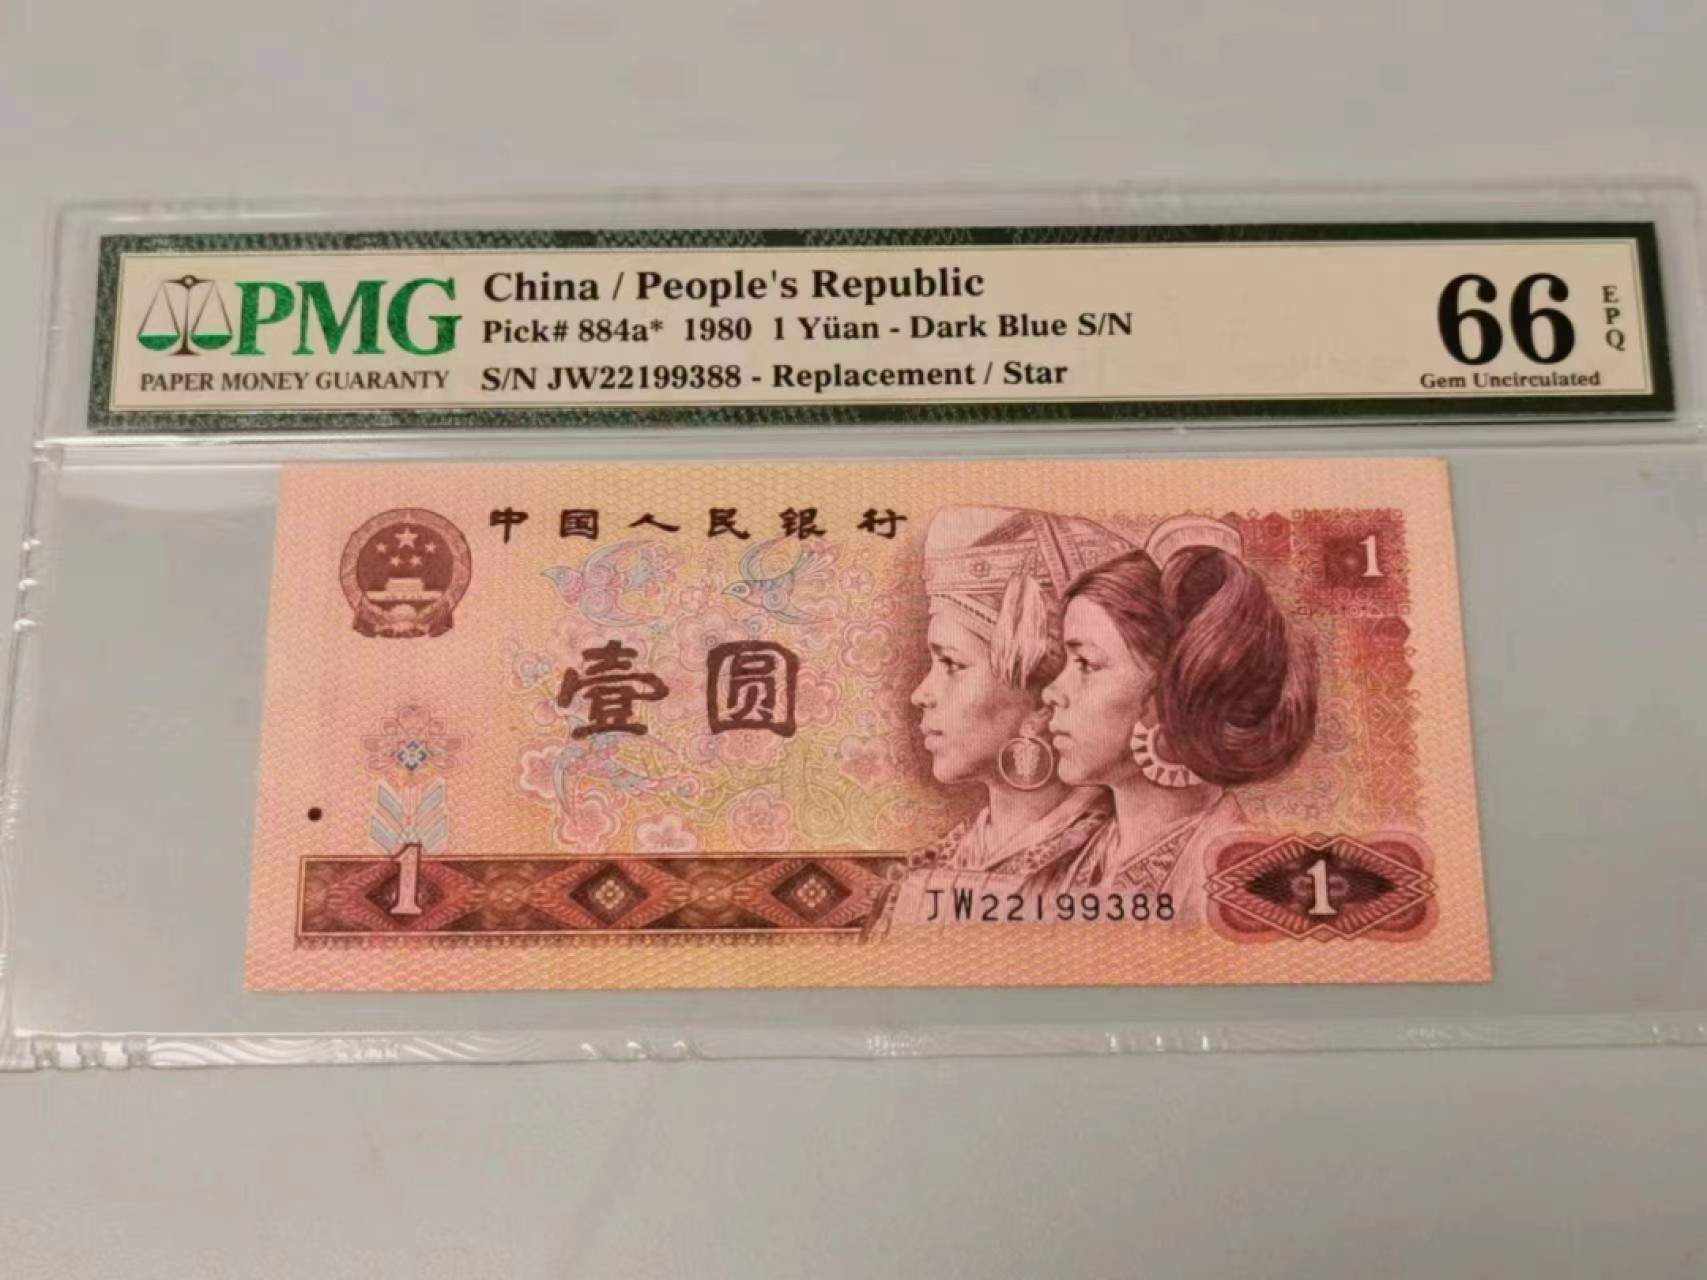 PMG
PAPER MONEY GUARANTY
China / People's Republic
Pick# 884a* 1980 1 Yüan - Dark Blue S/N
S/N JW22199388 - Replacement / Star
66
EPQ
Gem Uncirculated
中国人民银行
1
壹圆
1
JW22199388
1